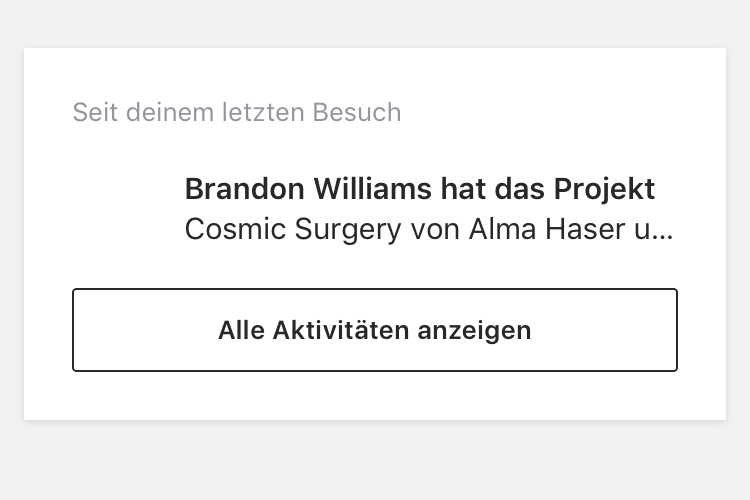 Seit deinem letzten Besuch
Brandon Williams hat das Projekt
Cosmic Surgery von Alma Haser u...
Alle Aktivitäten anzeigen